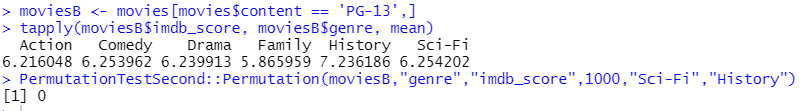 > moviesB <- movies[movies$content == 'PG-13',]
> tapply(moviesB$imdb_score, moviesB$genre, mean)
  Action   Comedy    Drama   Family  History   Sci-Fi
6.216048 6.253962 6.239913 5.865959 7.236186 6.254202
> PermutationTestSecond::Permutation(moviesB,"genre","imdb_score",1000,"Sci-Fi","History")
[1] 0
>